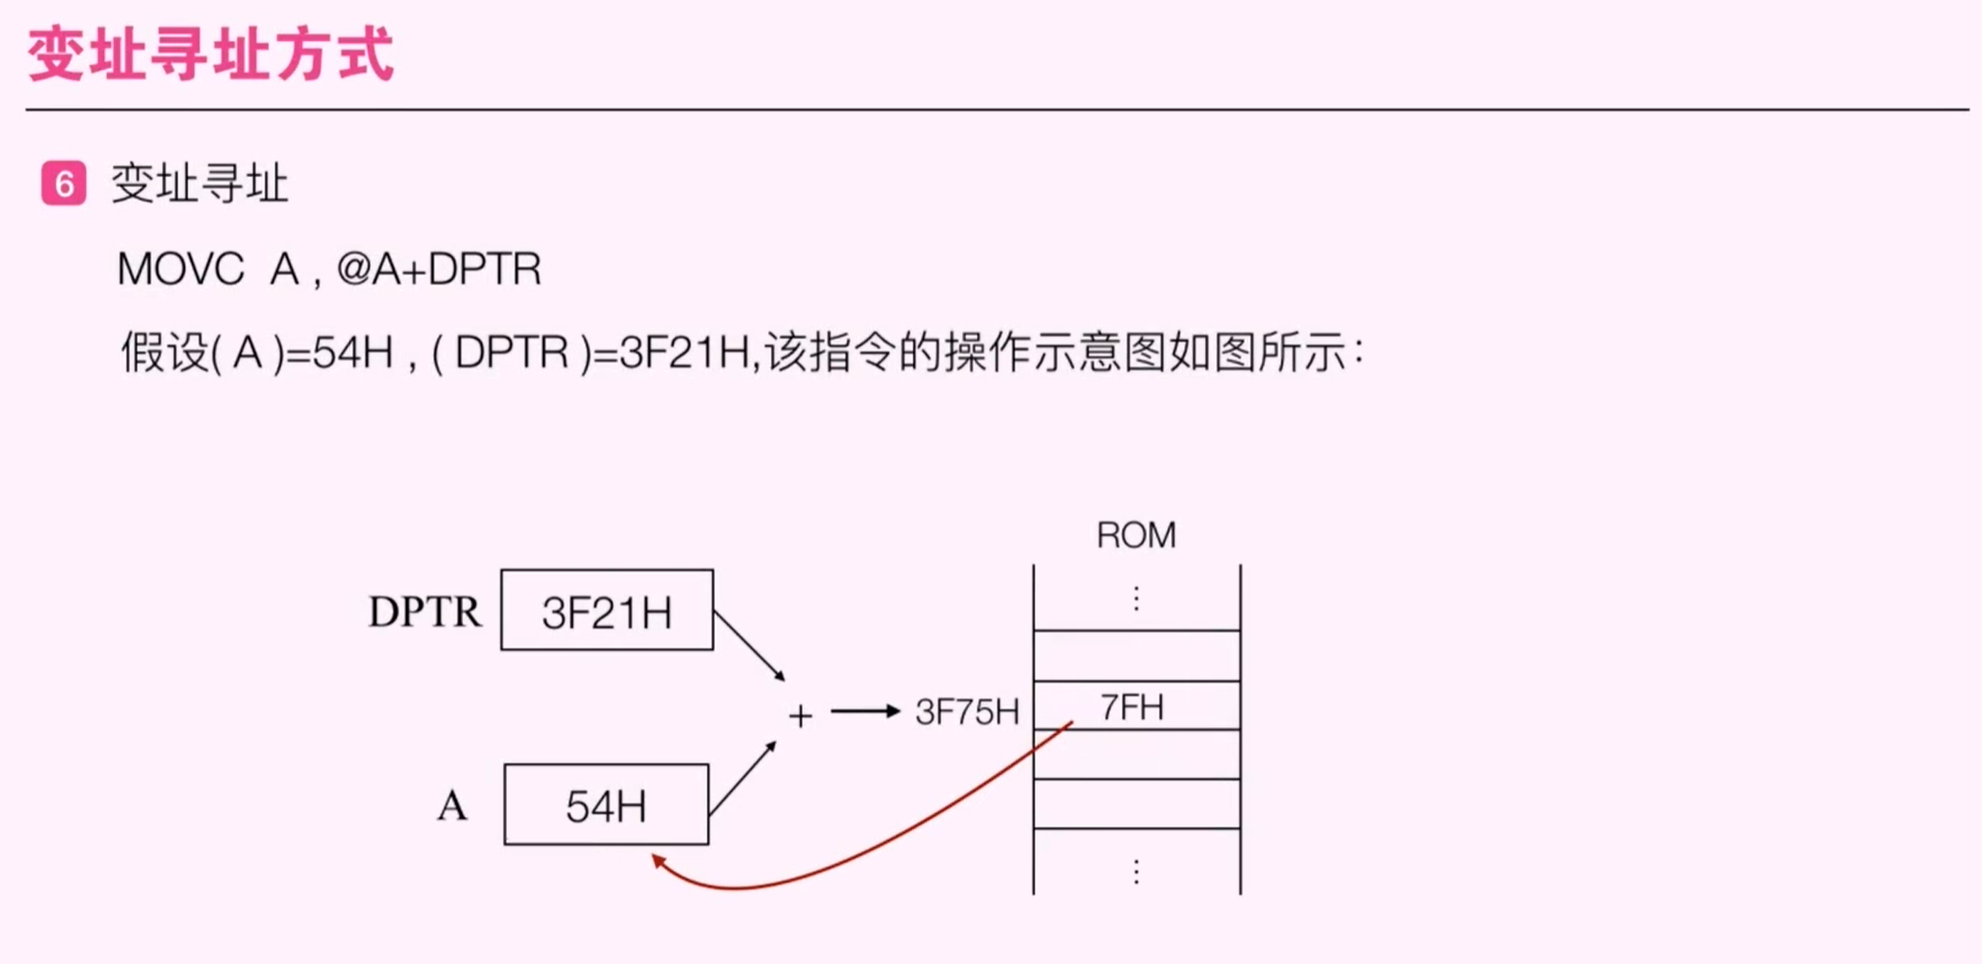 变址寻址方式
6 变址寻址
MOVC A , @A+DPTR
假设( A )=54H , ( DPTR )=3F21H,该指令的操作示意图如图所示：
ROM
⋮
DPTR 3F21H
+ 3F75H 7FH
A 54H
⋮